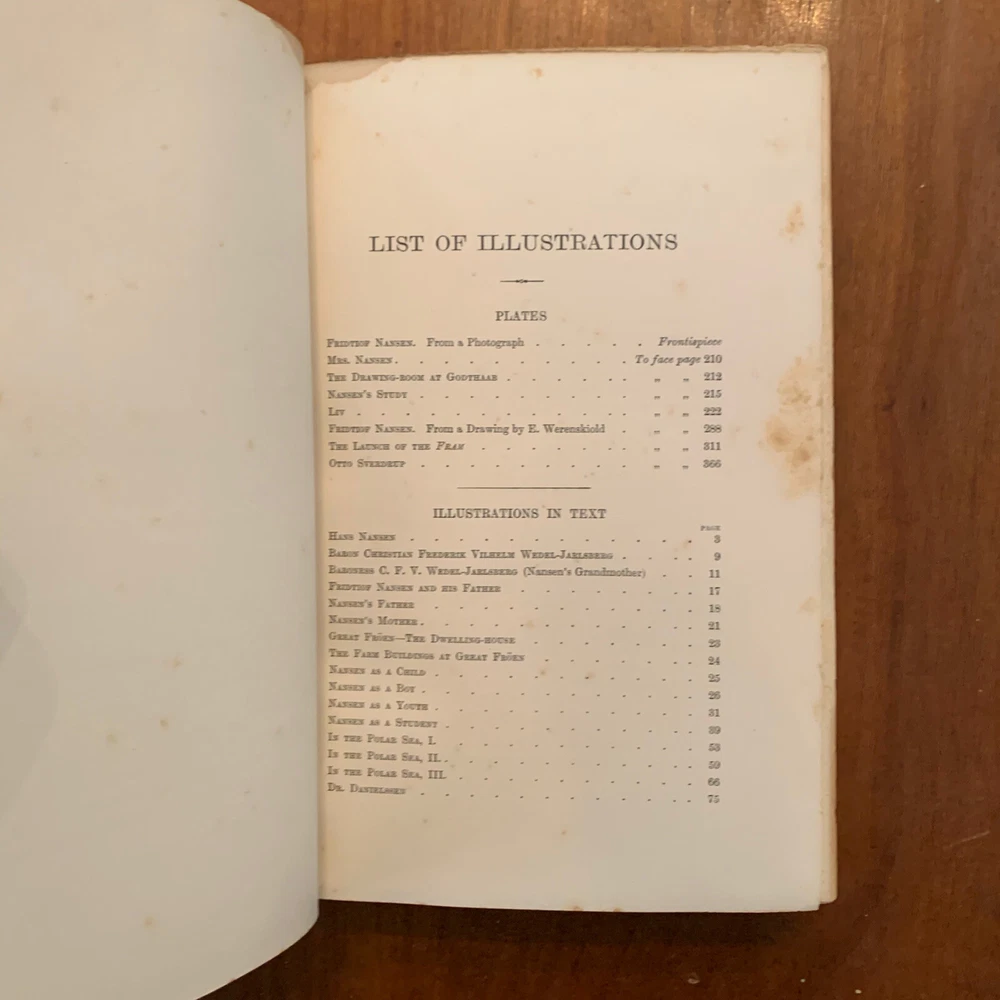 LIST OF ILLUSTRATIONS
PLATES
FRIDTJOF NANSEN. From a Photograph . . . . . Frontispiece
MRS. NANSEN . . . . . . . . . . To face page 210
THE DRAWING-ROOM AT GODTHAAB . . . . . . „ „ 212
NANSEN'S STUDY . . . . . . . . . „ „ 215
LIV . . . . . . . . . . . „ „ 222
FRIDTJOF NANSEN. From a Drawing by E. Werenskiold . „ „ 288
THE LAUNCH OF THE FRAM . . . . . . . „ „ 311
OTTO SVERDRUP . . . . . . . . . „ „ 366
ILLUSTRATIONS IN TEXT
PAGE
HANS NANSEN . . . . . . . . . . . . 3
BARON CHRISTIAN FREDERIK VILHELM WEDEL-JARLSBERG . . . . 9
BARONESS C. F. V. WEDEL-JARLSBERG (Nansen's Grandmother) . . 11
FRIDTJOF NANSEN AND HIS FATHER . . . . . . . . 17
NANSEN'S FATHER . . . . . . . . . . . 18
NANSEN'S MOTHER . . . . . . . . . . . 21
GREAT FRÖEN—THE DWELLING-HOUSE . . . . . . . 23
THE FARM BUILDINGS AT GREAT FRÖEN . . . . . . . 24
NANSEN AS A CHILD . . . . . . . . . . . 25
NANSEN AS A BOY . . . . . . . . . . . 26
NANSEN AS A YOUTH . . . . . . . . . . . 31
NANSEN AS A STUDENT . . . . . . . . . . 39
IN THE POLAR SEA, I. . . . . . . . . . . 53
IN THE POLAR SEA, II. . . . . . . . . . . 59
IN THE POLAR SEA, III. . . . . . . . . . 66
DR. DANIELSSEN . . . . . . . . . . . 75